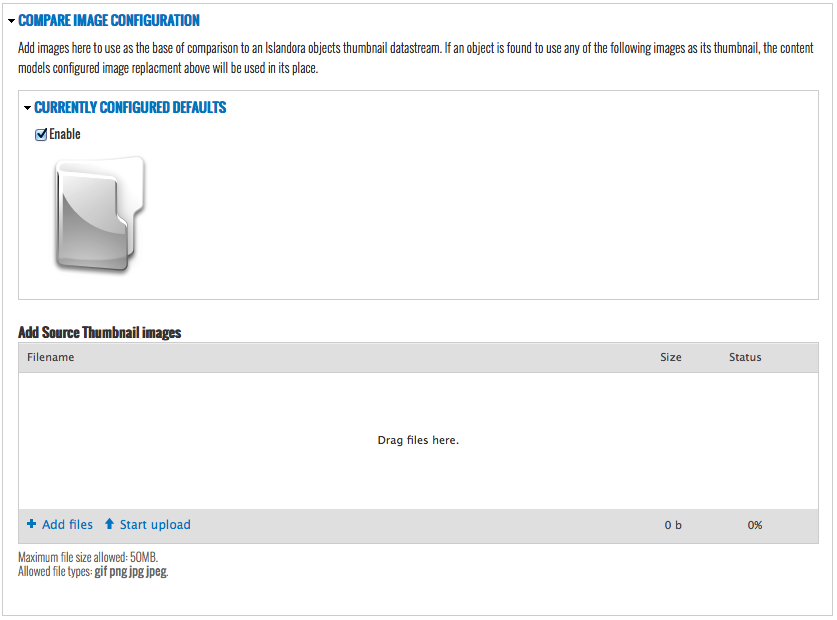 COMPARE IMAGE CONFIGURATION
Add images here to use as the base of comparison to an Islandora objects thumbnail datastream. If an object is found to use any of the following images as its thumbnail, the content
models configured image replacment above will be used in its place.
CURRENTLY CONFIGURED DEFAULTS
Enable
Add Source Thumbnail images
Filename Size Status
Drag files here.
Add files Start upload 0 b 0%
Maximum file size allowed: 50MB.
Allowed file types: gif png jpg jpeg.